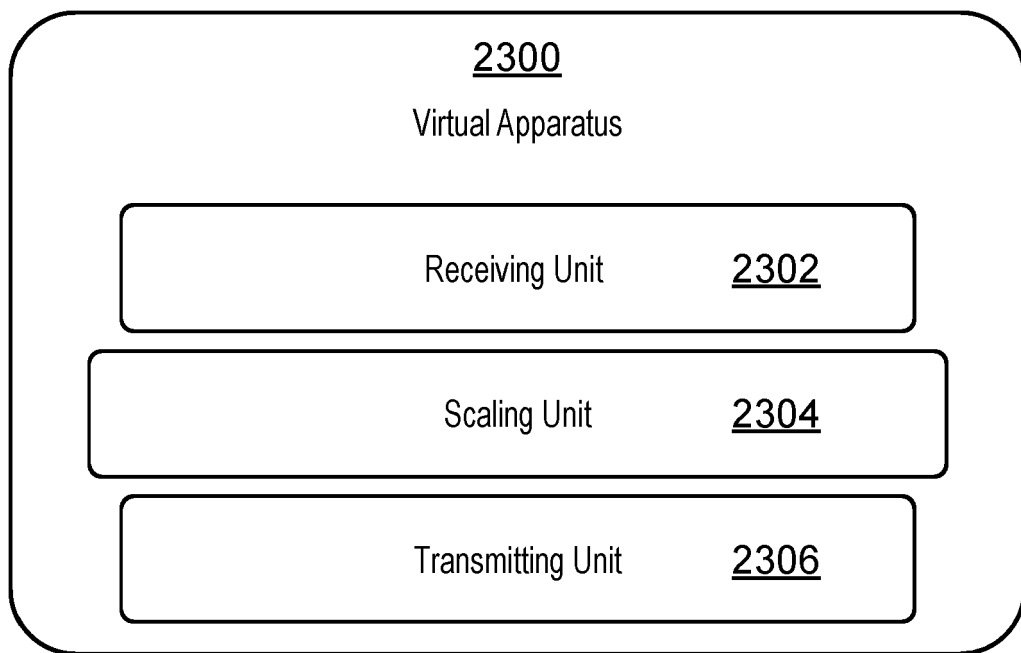 2300
Virtual Apparatus
Receiving Unit 2302
Scaling Unit 2304
Transmitting Unit 2306